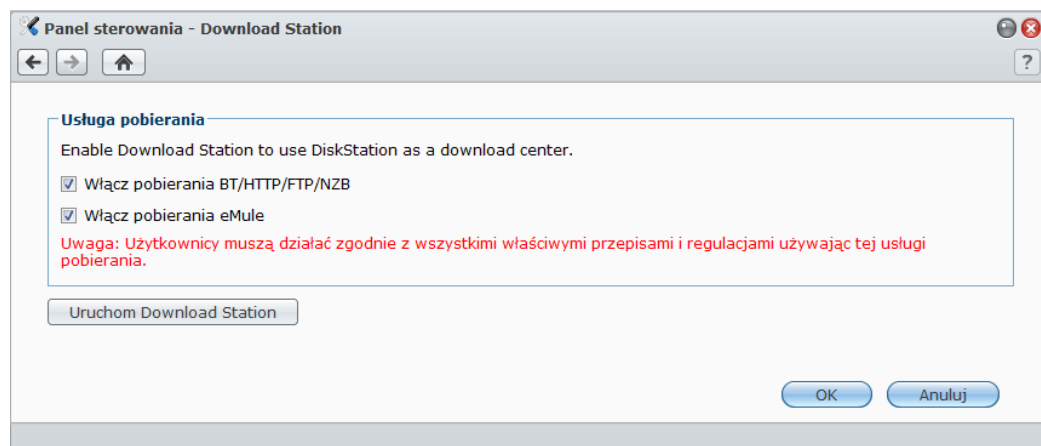 Panel sterowania - Download Station
?
Usługa pobierania
Enable Download Station to use DiskStation as a download center.
Włącz pobierania BT/HTTP/FTP/NZB
Włącz pobierania eMule
Uwaga: Użytkownicy muszą działać zgodnie z wszystkimi właściwymi przepisami i regulacjami używając tej usługi
pobierania.
Uruchom Download Station
OK Anuluj